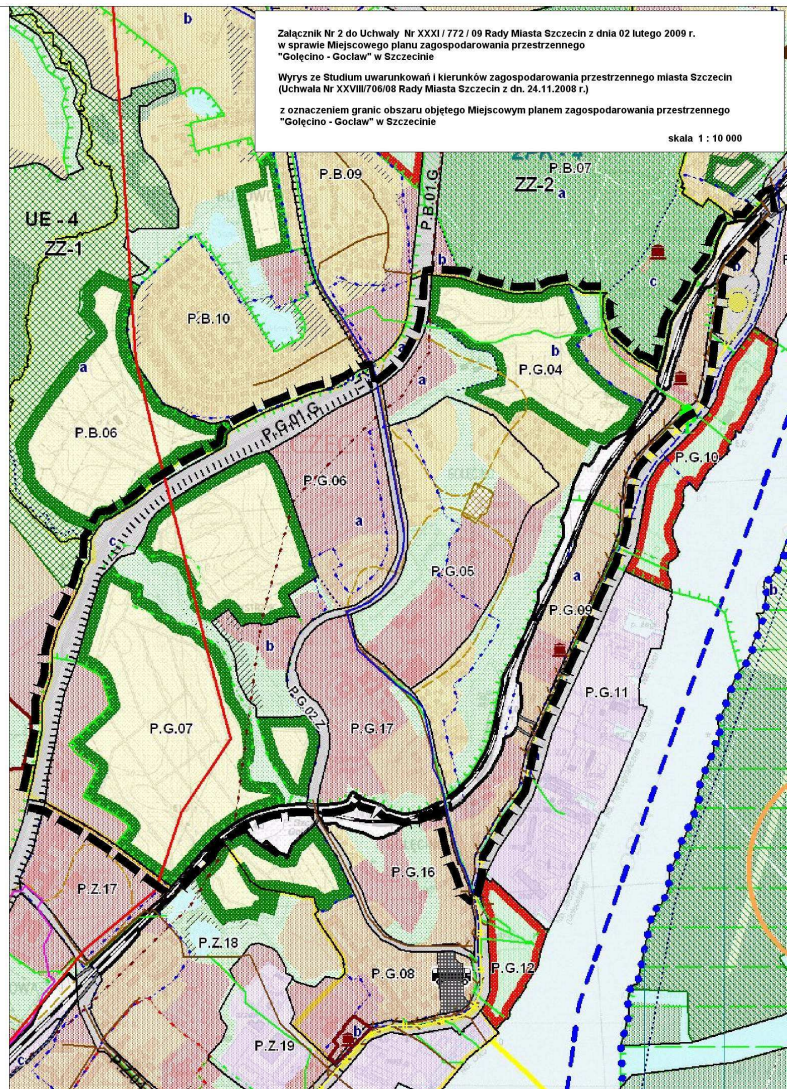 Załącznik Nr 2 do Uchwały Nr XXXI / 772 / 09 Rady Miasta Szczecin z dnia 02 lutego 2009 r.
w sprawie Miejscowego planu zagospodarowania przestrzennego
"Golęcino - Gocław" w Szczecinie
Wyrys ze Studium uwarunkowań i kierunków zagospodarowania przestrzennego miasta Szczecin
(Uchwała Nr XXVIII/706/08 Rady Miasta Szczecin z dn. 24.11.2008 r.)
z oznaczeniem granic obszaru objętego Miejscowym planem zagospodarowania przestrzennego
"Golęcino - Gocław" w Szczecinie
skala 1 : 10 000
b
P.B.09
P.B.07
ZZ-2
a
P.B.01.G
UE - 4
ZZ-1
b
b
c
P.B.10
a
b
a
a
P.G.04
P.B.06
P.G.01.G
P.G.06
P.G.10
a
c
P.G.05
a
P.G.09
b
b
P.G.11
P.G.02.Z
P.G.07
P.G.17
P.G.16
P.Z.17
P.Z.18
P.G.12
P.G.08
b
P.Z.19
c